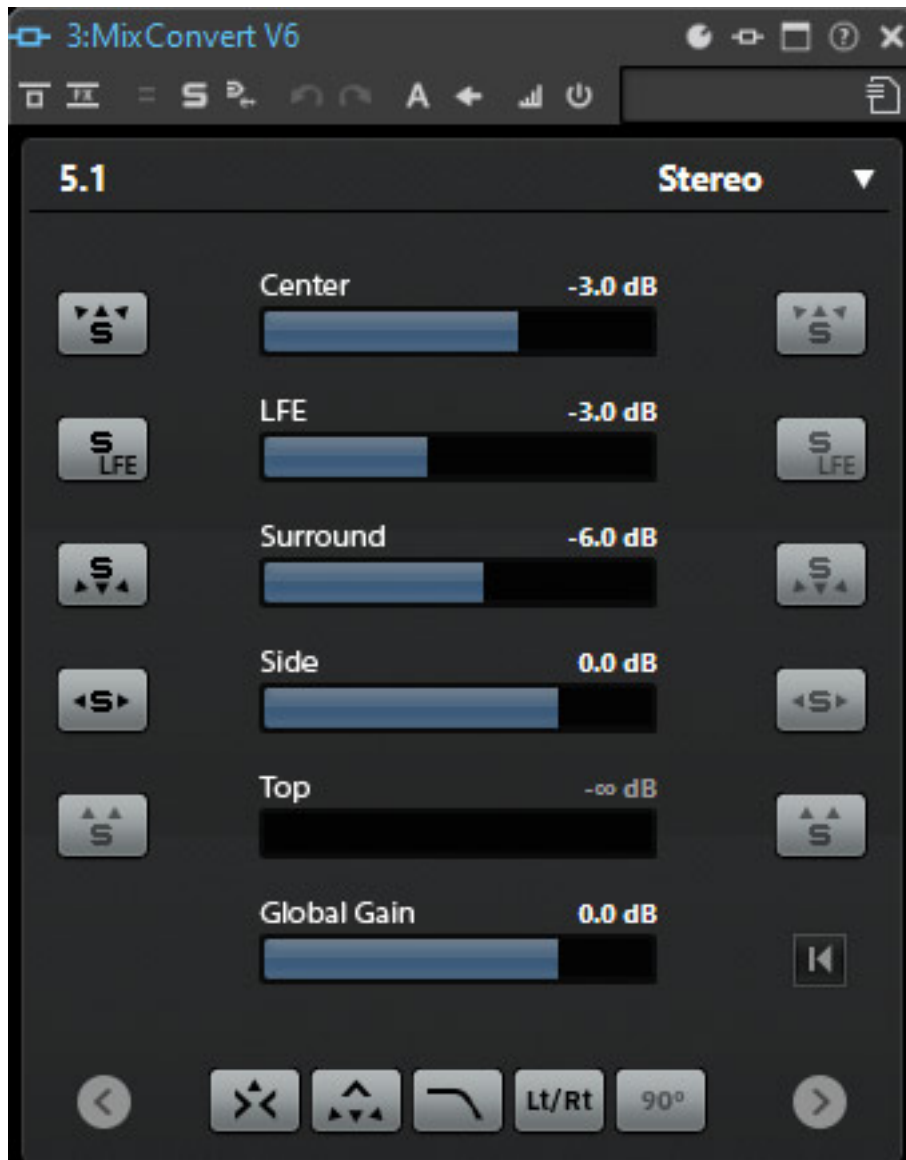 3:MixConvert V6
FX = S A
5.1 Stereo
Center -3.0 dB
S S
LFE -3.0 dB
S S
LFE LFE
Surround -6.0 dB
S S
Side 0.0 dB
S S
Top -∞ dB
S S
Global Gain 0.0 dB
Lt/Rt 90°